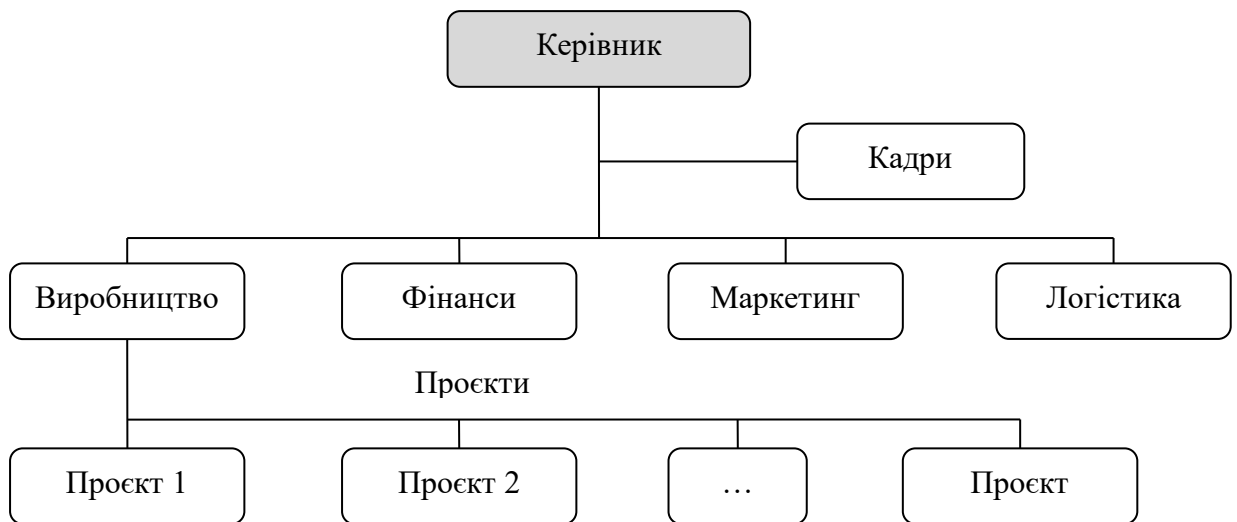 Керівник
Кадри
Виробництво
Фінанси
Маркетинг
Логістика
Проєкти
Проєкт 1
Проєкт 2
…
Проєкт